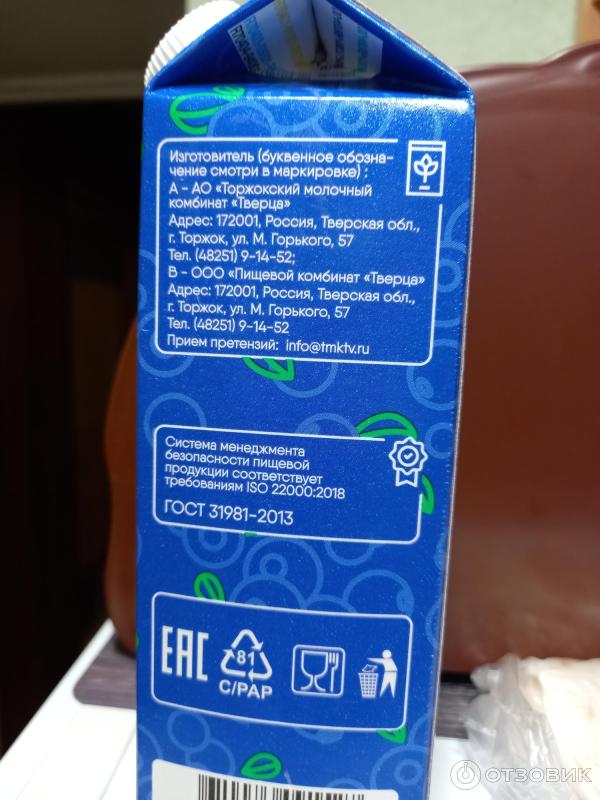 Изготовитель (буквенное обозна-
чение смотри в маркировке) :
А – АО «Торжокский молочный
комбинат «Тверца»
Адрес: 172001, Россия, Тверская обл.,
г. Торжок, ул. М. Горького, 57
Тел. (48251) 9-14-52;
В – ООО «Пищевой комбинат «Тверца»
Адрес: 172001, Россия, Тверская обл.,
г. Торжок, ул. М. Горького, 57
Тел. (48251) 9-14-52
Прием претензий: info@tmktv.ru
Система менеджмента
безопасности пищевой
продукции соответствует
требованиям ISO 22000:2018
ГОСТ 31981-2013
EAC
81
C/PAP
ОТЗОВИК